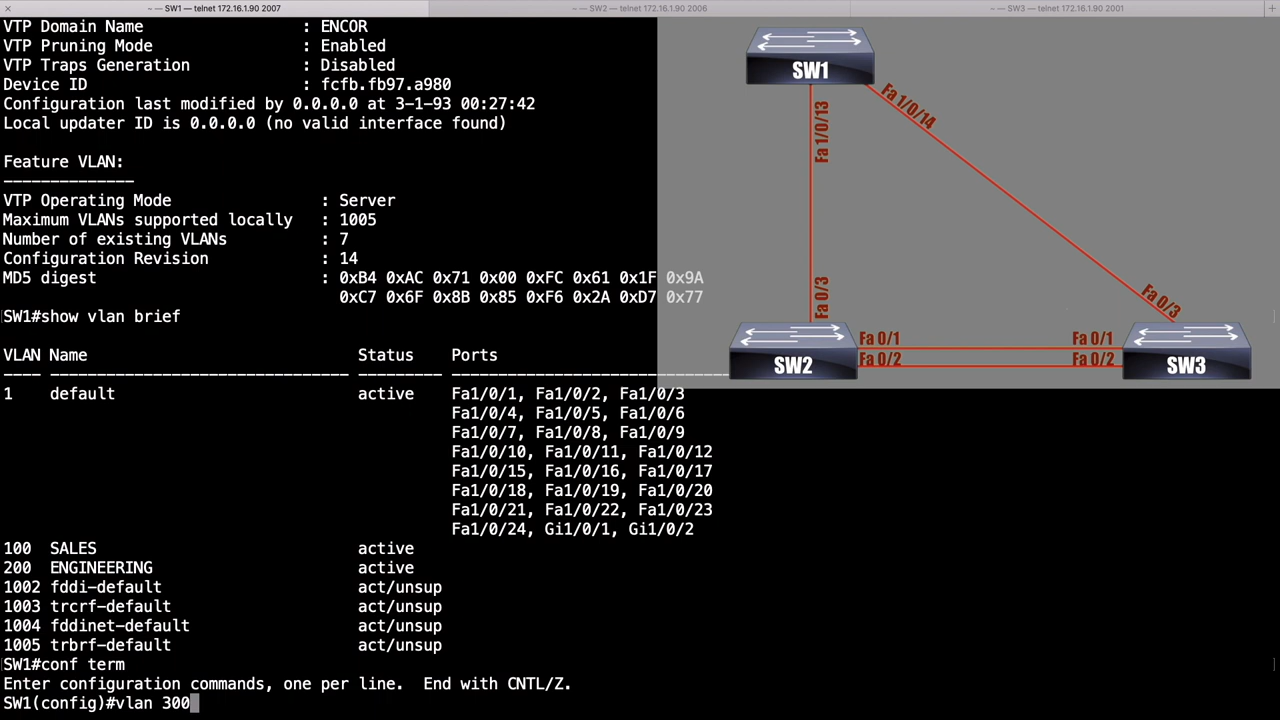 ~ — SW1 — telnet 172.16.1.90 2007
~ — SW2 — telnet 172.16.1.90 2006
~ — SW3 — telnet 172.16.1.90 2001
VTP Domain Name : ENCOR
VTP Pruning Mode : Enabled
VTP Traps Generation : Disabled
Device ID : fcfb.fb97.a980
Configuration last modified by 0.0.0.0 at 3-1-93 00:27:42
Local updater ID is 0.0.0.0 (no valid interface found)
Feature VLAN:
--------------
VTP Operating Mode : Server
Maximum VLANs supported locally : 1005
Number of existing VLANs : 7
Configuration Revision : 14
MD5 digest : 0xB4 0xAC 0x71 0x00 0xFC 0x61 0x1F 0x9A
0xC7 0x6F 0x8B 0x85 0xF6 0x2A 0xD7 0x77
SW1#show vlan brief
VLAN Name Status Ports
---- -------------------------------- --------- -------------------------------
1 default active Fa1/0/1, Fa1/0/2, Fa1/0/3
Fa1/0/4, Fa1/0/5, Fa1/0/6
Fa1/0/7, Fa1/0/8, Fa1/0/9
Fa1/0/10, Fa1/0/11, Fa1/0/12
Fa1/0/15, Fa1/0/16, Fa1/0/17
Fa1/0/18, Fa1/0/19, Fa1/0/20
Fa1/0/21, Fa1/0/22, Fa1/0/23
Fa1/0/24, Gi1/0/1, Gi1/0/2
100 SALES active
200 ENGINEERING active
1002 fddi-default act/unsup
1003 trcrf-default act/unsup
1004 fddinet-default act/unsup
1005 trbrf-default act/unsup
SW1#conf term
Enter configuration commands, one per line. End with CNTL/Z.
SW1(config)#vlan 300
SW1
Fa 1/0/13
Fa 1/0/14
Fa 0/3
Fa 0/3
SW2
Fa 0/1
Fa 0/2
Fa 0/1
Fa 0/2
SW3